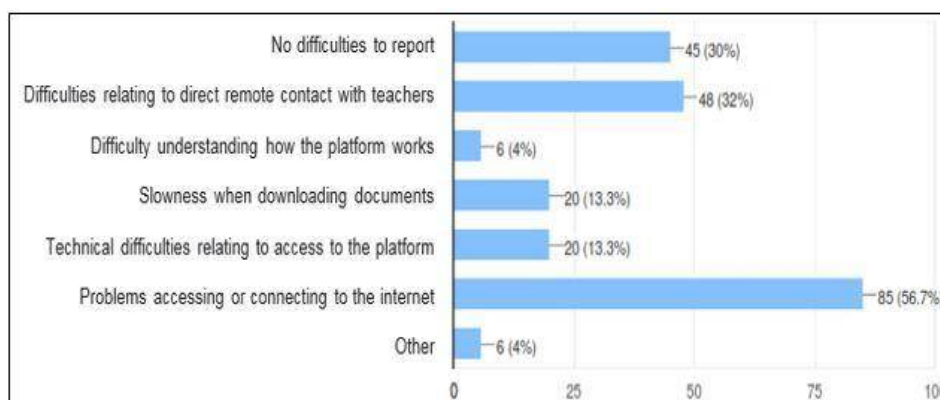 No difficulties to report 45 (30%)
Difficulties relating to direct remote contact with teachers 48 (32%)
Difficulty understanding how the platform works 6 (4%)
Slowness when downloading documents 20 (13.3%)
Technical difficulties relating to access to the platform 20 (13.3%)
Problems accessing or connecting to the internet 85 (56.7%
Other 6 (4%)
0 25 50 75 100